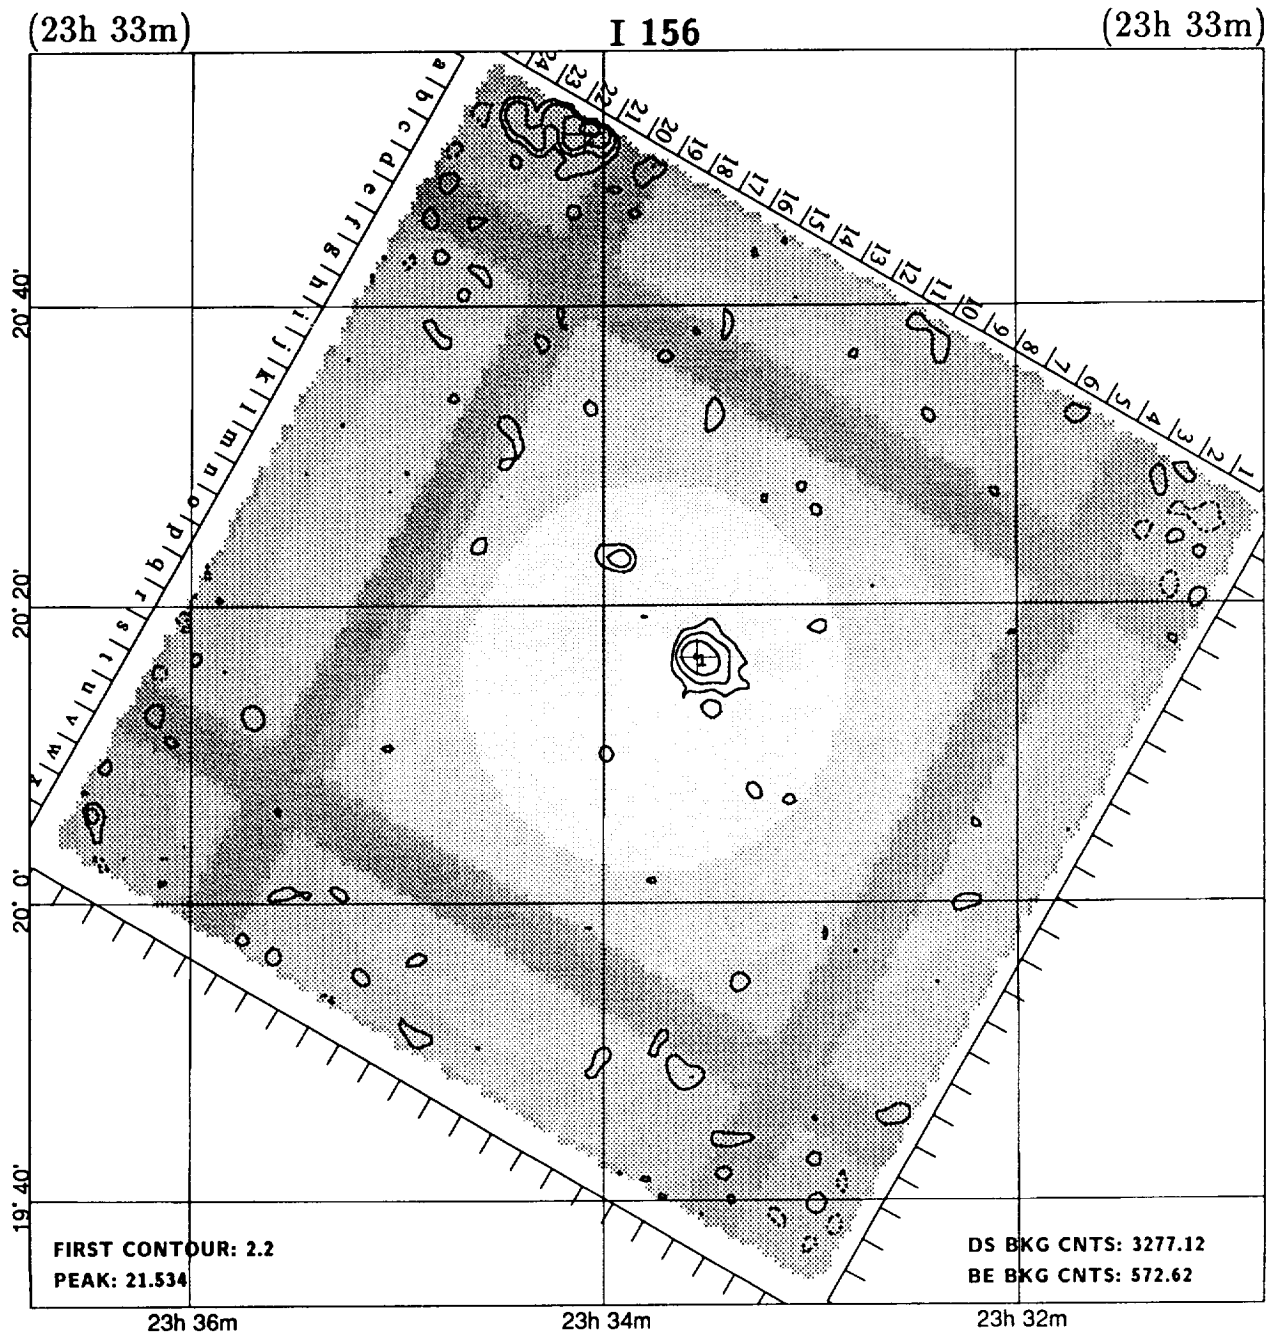 (23h 33m) I 156 (23h 33m)
a b c d e f g h i j k l m n o p q r s t u v w x
24 23 22 21 20 19 18 17 16 15 14 13 12 11 10 9 8 7 6 5 4 3 2 1
20° 40'
20° 20'
1
20° 0'
19° 40'
FIRST CONTOUR: 2.2
PEAK: 21.534
DS BKG CNTS: 3277.12
BE BKG CNTS: 572.62
23h 36m 23h 34m 23h 32m